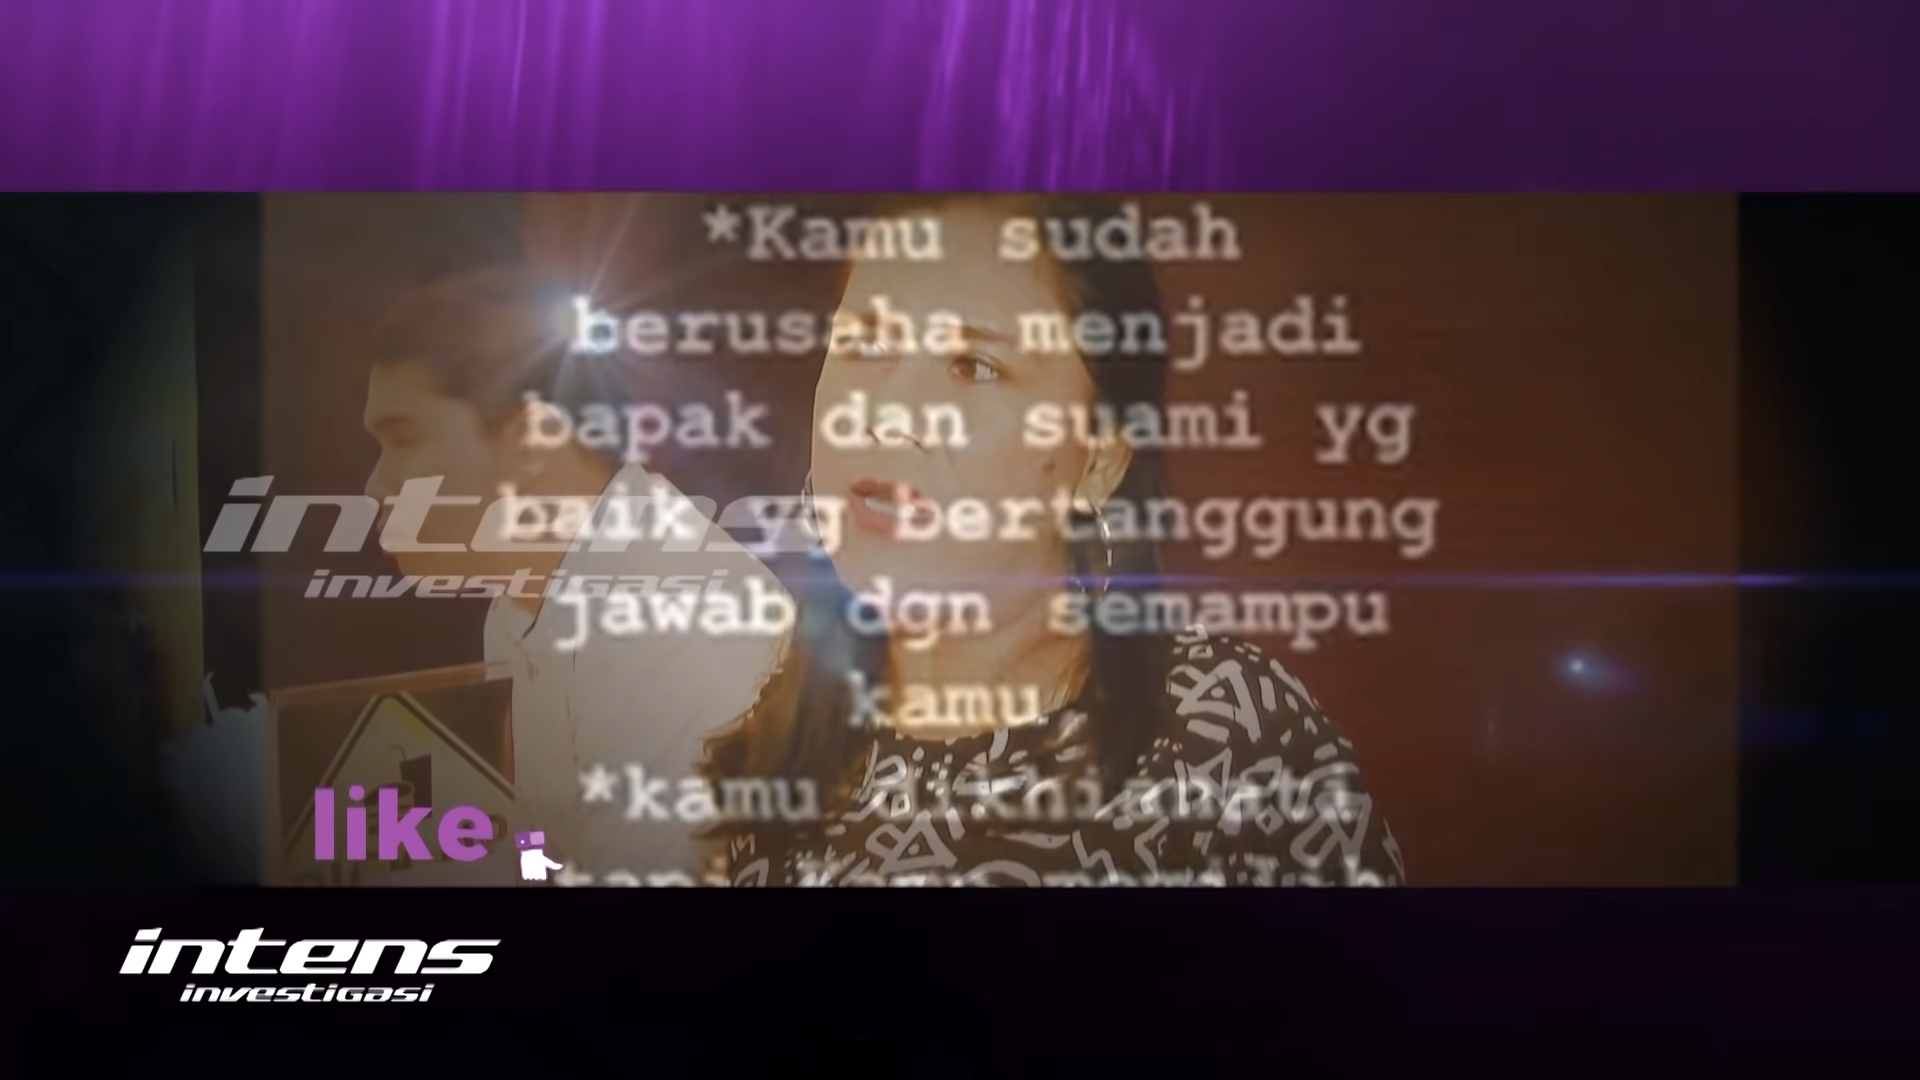 *Kamu sudah
berusaha menjadi
bapak dan suami yg
baik yg bertanggung
jawab dgn semampu
kamu
*kamu dikhianati
intens
investigasi
like
intens
investigasi